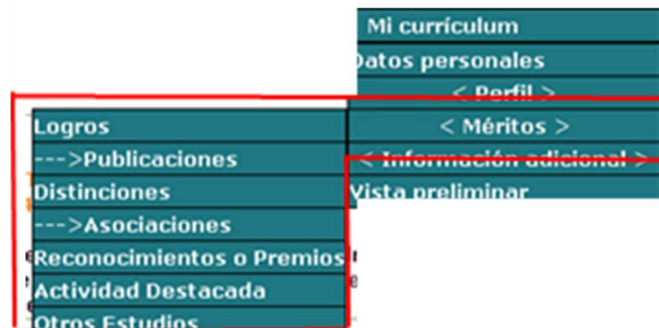 Mi currículum
Datos personales
< Perfil >
< Méritos >
< Información adicional >
Vista preliminar
Logros
--->Publicaciones
Distinciones
--->Asociaciones
Reconocimientos o Premios
Actividad Destacada
Otros Estudios